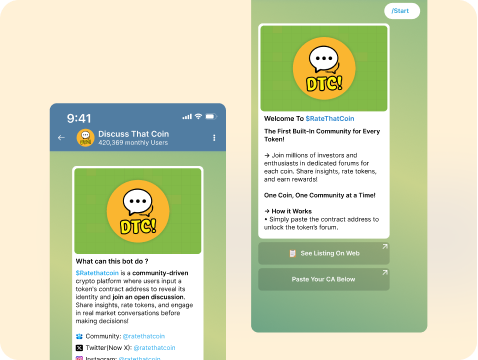 9:41
Discuss That Coin
420,369 monthly Users
DTC!
What can this bot do ?
$Ratethatcoin is a community-driven
crypto platform where users input a
token's contract address to reveal its
identity and join an open discussion.
Share insights, rate tokens, and engage
in real market conversations before
making decisions!
Community: @ratethatcoin
Twitter(Now X): @ratethatcoin
Instagram: @ratethatcoin
/Start
DTC!
Welcome To $RateThatCoin
The First Built-In Community for Every
Token!
→ Join millions of investors and
enthusiasts in dedicated forums for
each coin. Share insights, rate tokens,
and earn rewards!
One Coin, One Community at a Time!
→ How it Works
• Simply paste the contract address to
unlock the token's forum.
See Listing On Web
Paste Your CA Below